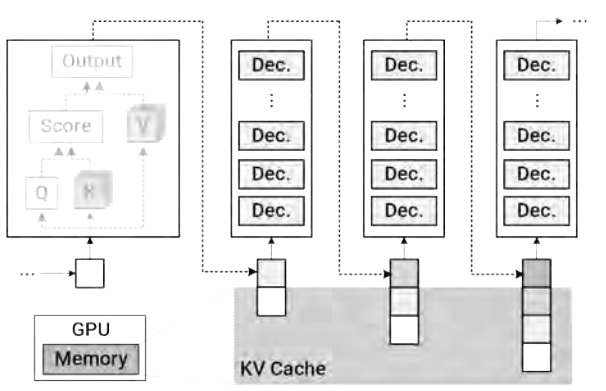 ...
Output
Score
V
Q
K
...
Dec.
⋮
Dec.
Dec.
Dec.
Dec.
⋮
Dec.
Dec.
Dec.
Dec.
⋮
Dec.
Dec.
Dec.
...
GPU
Memory
KV Cache